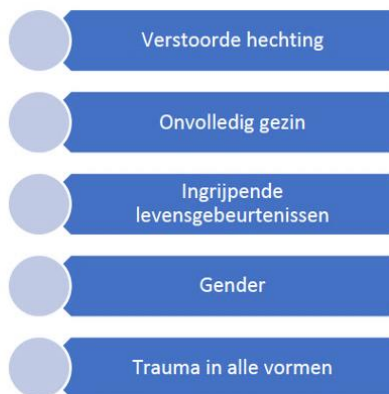 Verstoorde hechting
Onvolledig gezin
Ingrijpende
levensgebeurtenissen
Gender
Trauma in alle vormen